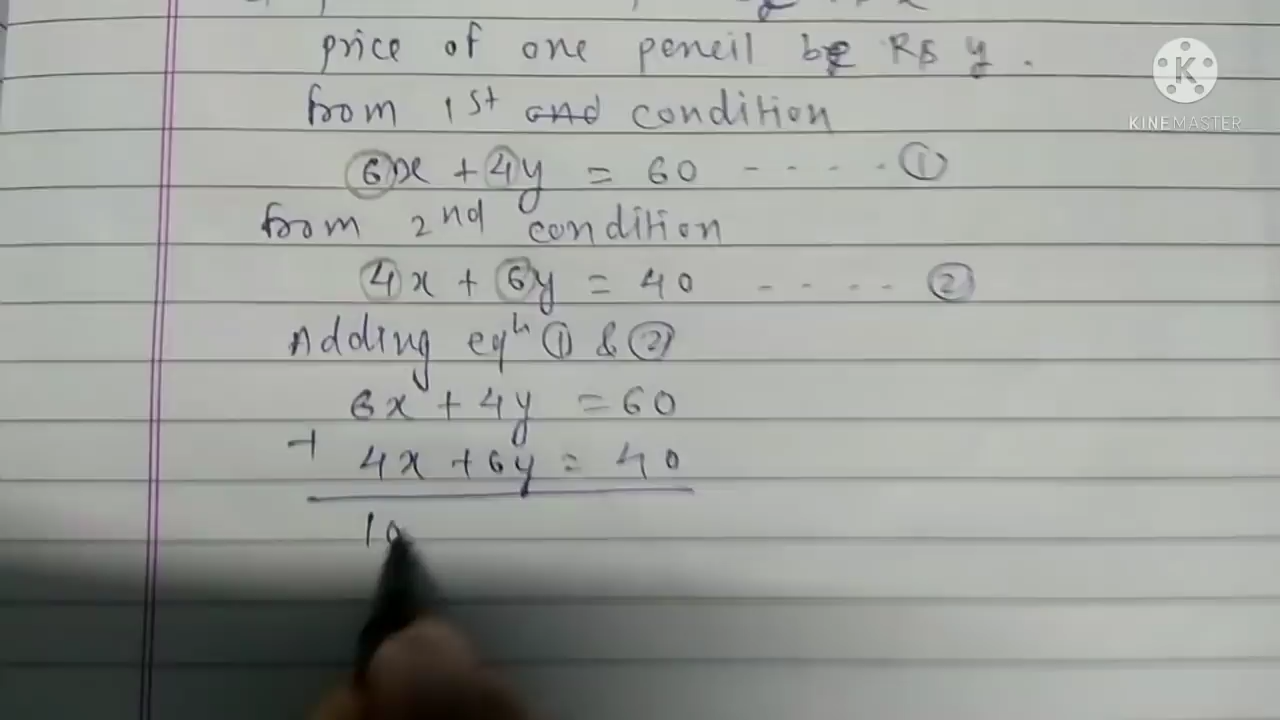 price of one pencil be Rs y.
from 1st and condition
6x + 4y = 60 - - - - - ①
from 2nd condition
4x + 6y = 40 - - - - - ②
Adding eqn ① & ②
6x + 4y = 60
+ 4x + 6y = 40
10
K
KINEMASTER